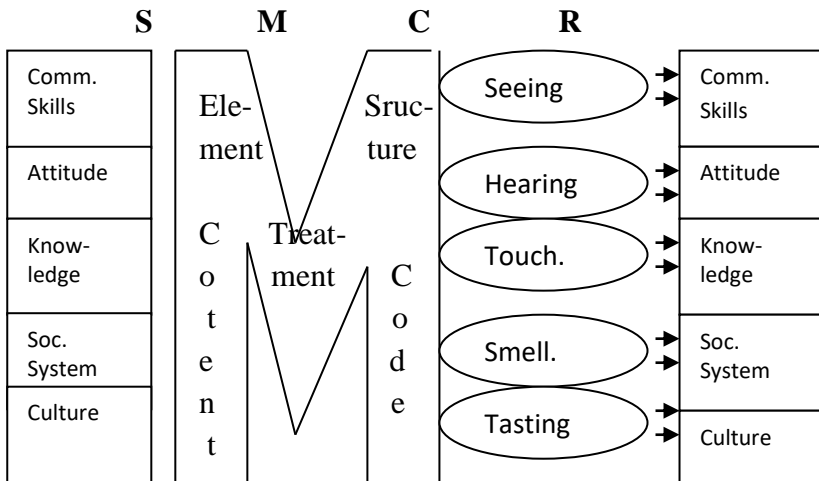 S M C R
Comm.
Skills
Attitude
Know-
ledge
Soc.
System
Culture
Ele-
ment
C
o
t
e
n
t
Treat-
ment
Sruc-
ture
C
o
d
e
Seeing
Hearing
Touch.
Smell.
Tasting
Comm.
Skills
Attitude
Know-
ledge
Soc.
System
Culture